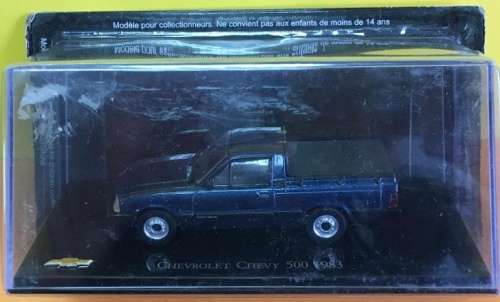 Modèle pour collectionneurs. Ne convient pas aux enfants de moins de 14 ans
CHEVROLET CHEVY 500 1983